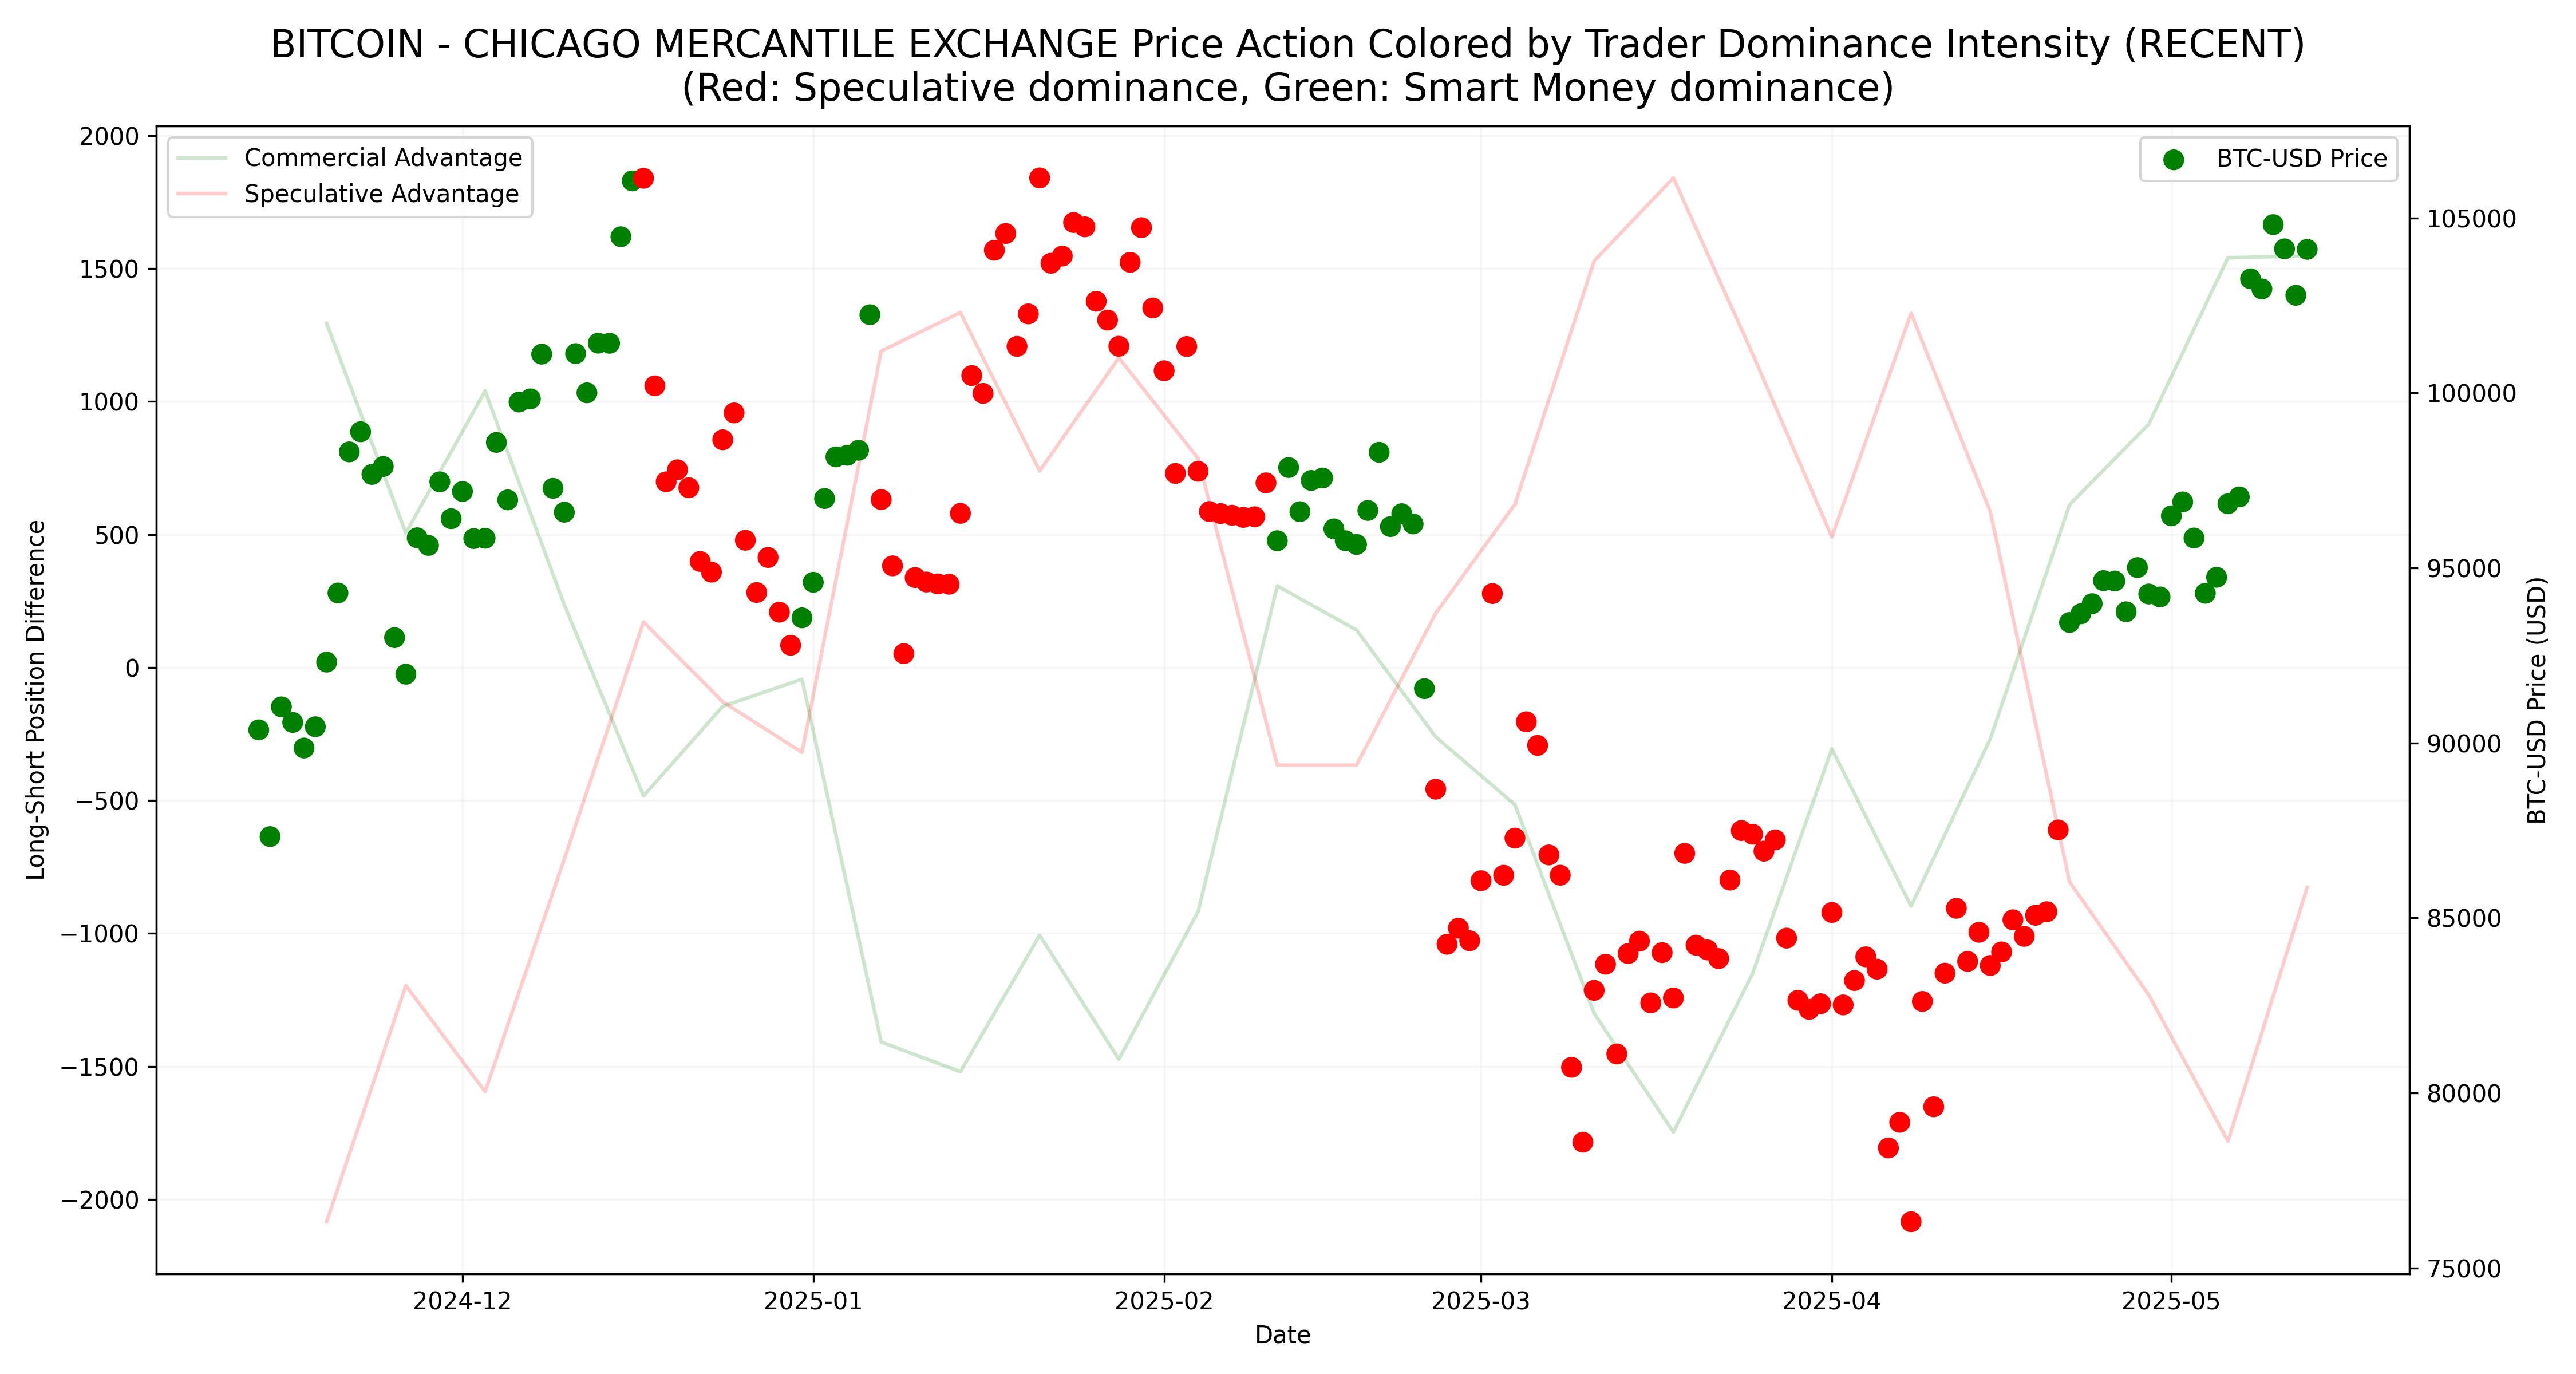 BITCOIN - CHICAGO MERCANTILE EXCHANGE Price Action Colored by Trader Dominance Intensity (RECENT)
(Red: Speculative dominance, Green: Smart Money dominance)
Commercial Advantage
Speculative Advantage
BTC-USD Price
Long-Short Position Difference
2000
1500
1000
500
0
−500
−1000
−1500
−2000
105000
100000
95000
90000
85000
80000
75000
BTC-USD Price (USD)
2024-12
2025-01
2025-02
2025-03
2025-04
2025-05
Date